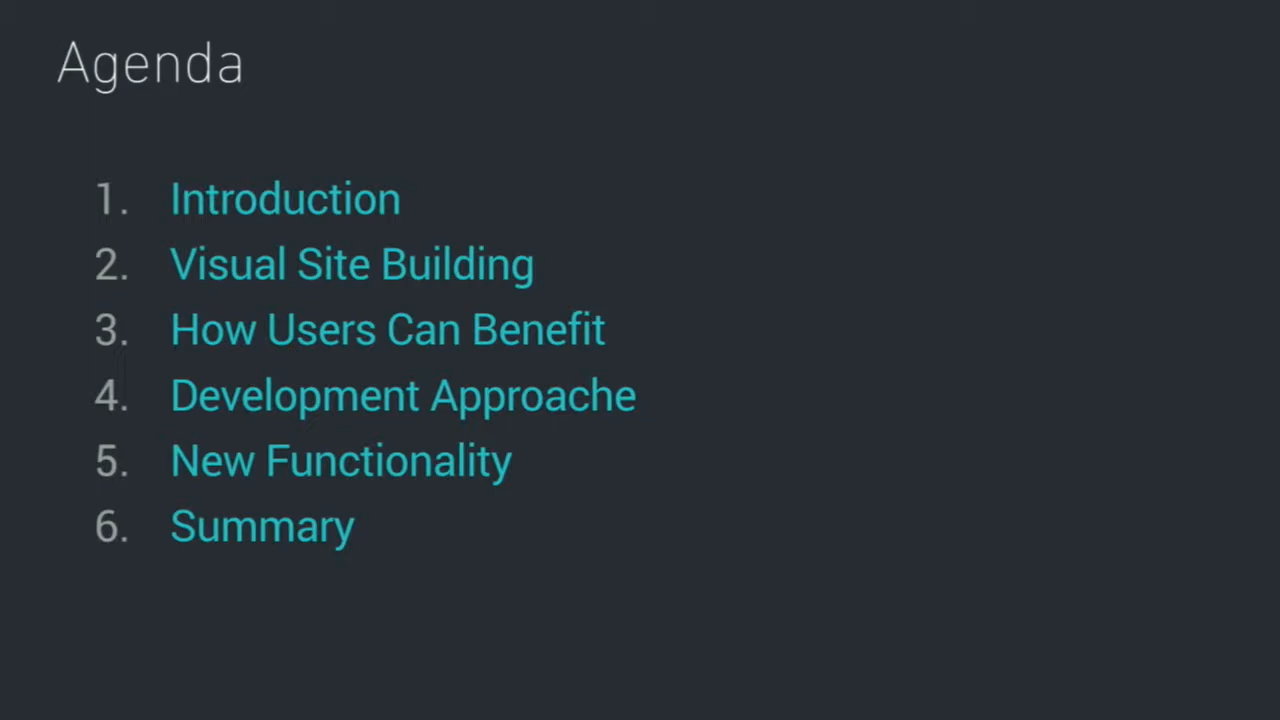 Agenda
1. Introduction
2. Visual Site Building
3. How Users Can Benefit
4. Development Approache
5. New Functionality
6. Summary